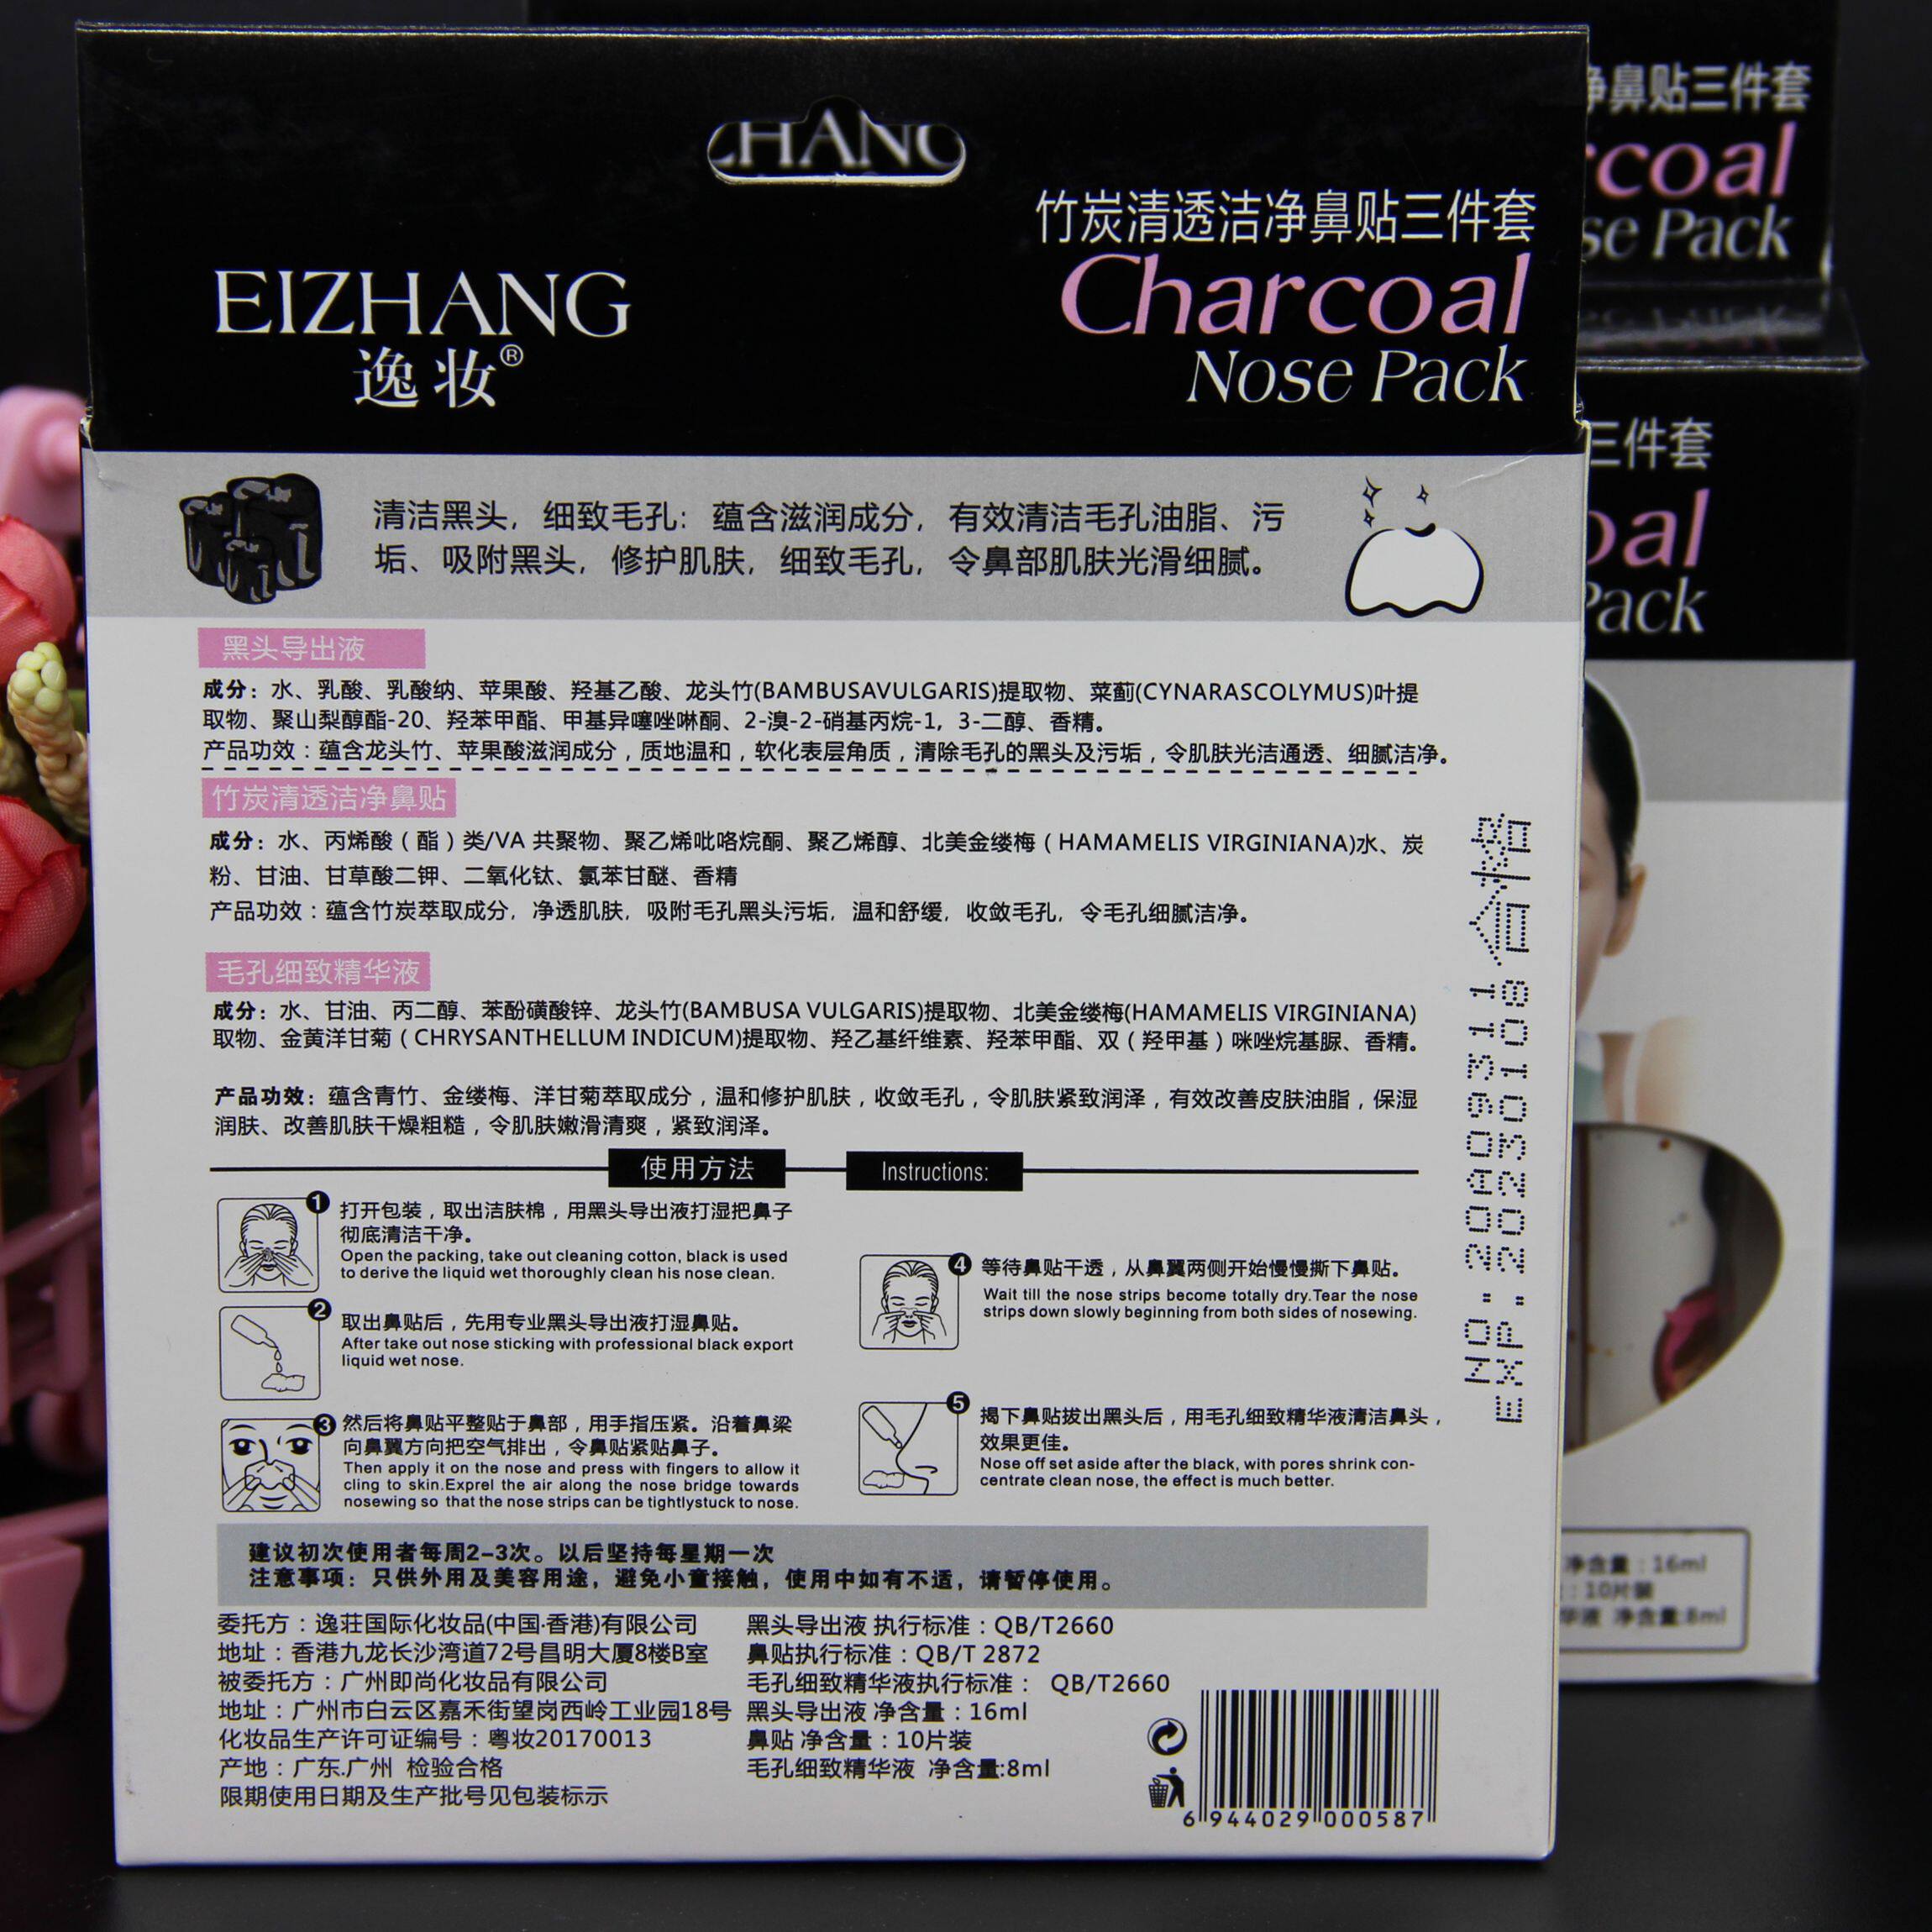 HANG
竹炭清透洁净鼻贴三件套
Charcoal
Nose Pack
EIZHANG
逸妆®
清洁黑头，细致毛孔：蕴含滋润成分，有效清洁毛孔油脂、污
垢、吸附黑头，修护肌肤，细致毛孔，令鼻部肌肤光滑细腻。
黑头导出液
成分：水、乳酸、乳酸纳、苹果酸、羟基乙酸、龙头竹(BAMBUSAVULGARIS)提取物、菜蓟(CYNARASCOLYMUS)叶提
取物、聚山梨醇酯-20、羟苯甲酯、甲基异噻唑啉酮、2-溴-2-硝基丙烷-1，3-二醇、香精。
产品功效：蕴含龙头竹、苹果酸滋润成分，质地温和，软化表层角质，清除毛孔的黑头及污垢，令肌肤光洁通透、细腻洁净。
竹炭清透洁净鼻贴
成分：水、丙烯酸（酯）类/VA 共聚物、聚乙烯吡咯烷酮、聚乙烯醇、北美金缕梅（HAMAMELIS VIRGINIANA)水、炭
粉、甘油、甘草酸二钾、二氧化钛、氯苯甘醚、香精
产品功效：蕴含竹炭萃取成分，净透肌肤，吸附毛孔黑头污垢，温和舒缓，收敛毛孔，令毛孔细腻洁净。
毛孔细致精华液
成分：水、甘油、丙二醇、苯酚磺酸锌、龙头竹(BAMBUSA VULGARIS)提取物、北美金缕梅(HAMAMELIS VIRGINIANA)
取物、金黄洋甘菊（CHRYSANTHELLUM INDICUM)提取物、羟乙基纤维素、羟苯甲酯、双（羟甲基）咪唑烷基脲、香精。
产品功效：蕴含青竹、金缕梅、洋甘菊萃取成分，温和修护肌肤，收敛毛孔，令肌肤紧致润泽，有效改善皮肤油脂，保湿
润肤、改善肌肤干燥粗糙，令肌肤嫩滑清爽，紧致润泽。
使用方法
Instructions:
1 打开包装，取出洁肤棉，用黑头导出液打湿把鼻子
彻底清洁干净。
Open the packing, take out cleaning cotton, black is used
to derive the liquid wet thoroughly clean his nose clean.
2 取出鼻贴后，先用专业黑头导出液打湿鼻贴。
After take out nose sticking with professional black export
liquid wet nose.
3 然后将鼻贴平整贴于鼻部，用手指压紧。沿着鼻梁
向鼻翼方向把空气排出，令鼻贴紧贴鼻子。
Then apply it on the nose and press with fingers to allow it
cling to skin.Exprel the air along the nose bridge towards
nosewing so that the nose strips can be tightlystuck to nose.
4 等待鼻贴干透，从鼻翼两侧开始慢慢撕下鼻贴。
Wait till the nose strips become totally dry.Tear the nose
strips down slowly beginning from both sides of nosewing.
5 揭下鼻贴拔出黑头后，用毛孔细致精华液清洁鼻头，
效果更佳。
Nose off set aside after the black, with pores shrink con-
centrate clean nose, the effect is much better.
建议初次使用者每周2-3次。以后坚持每星期一次
注意事项：只供外用及美容用途，避免小童接触，使用中如有不适，请暂停使用。
委托方：逸荘国际化妆品(中国·香港)有限公司
地址：香港九龙长沙湾道72号昌明大厦8楼B室
被委托方：广州即尚化妆品有限公司
地址：广州市白云区嘉禾街望岗西岭工业园18号
化妆品生产许可证编号：粤妆20170013
产地：广东.广州 检验合格
限期使用日期及生产批号见包装标示
黑头导出液 执行标准：QB/T2660
鼻贴执行标准：QB/T 2872
毛孔细致精华液执行标准： QB/T2660
黑头导出液 净含量：16ml
鼻贴 净含量：10片装
毛孔细致精华液 净含量:8ml
6 944029 000587
NO:20A09311
EXP:20230108
合格
净鼻贴三件套
rcoal
se Pack
三件套
oal
Pack
净含量：16ml
：10片装
华液 净含量:8ml